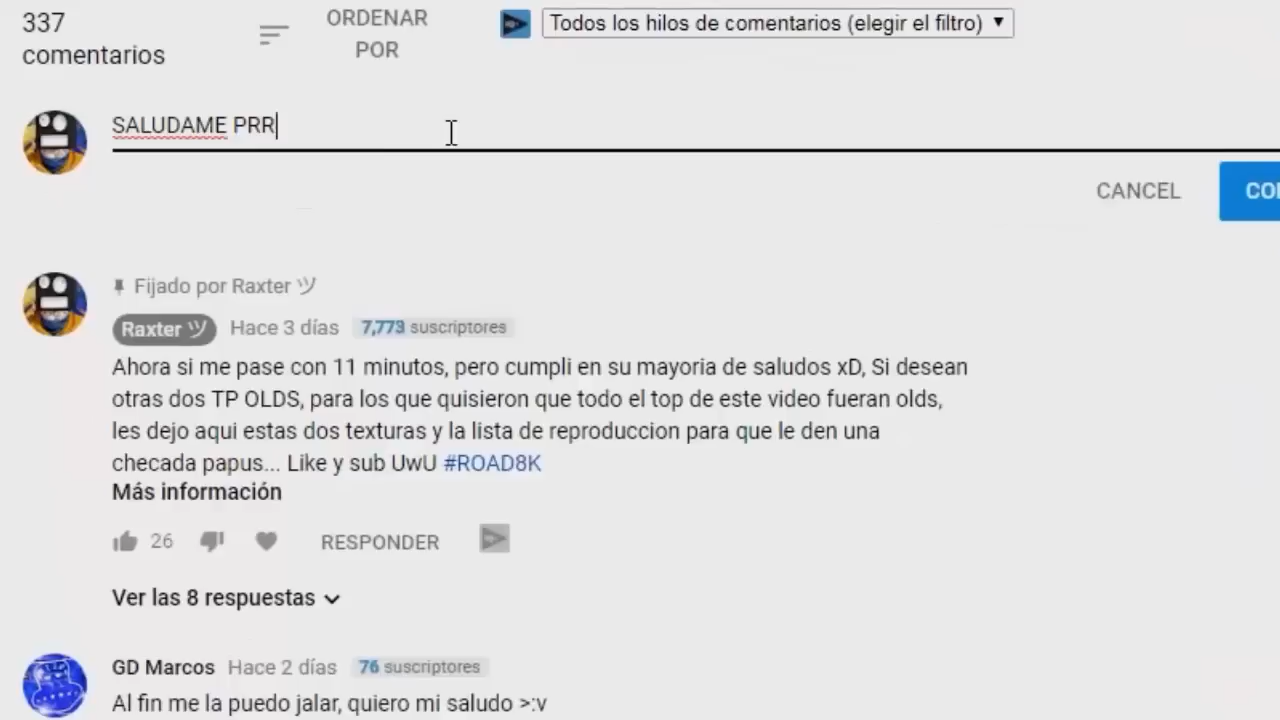 337
comentarios
ORDENAR
POR
Todos los hilos de comentarios (elegir el filtro) ▼
SALUDAME PRR
CANCEL
Fijado por Raxter ツ
Raxter ツ Hace 3 días 7,773 suscriptores
Ahora si me pase con 11 minutos, pero cumpli en su mayoria de saludos xD, Si desean
otras dos TP OLDS, para los que quisieron que todo el top de este video fueran olds,
les dejo aqui estas dos texturas y la lista de reproduccion para que le den una
checada papus... Like y sub UwU #ROAD8K
Más información
26 RESPONDER
Ver las 8 respuestas
GD Marcos Hace 2 días 76 suscriptores
Al fin me la puedo jalar, quiero mi saludo >:v